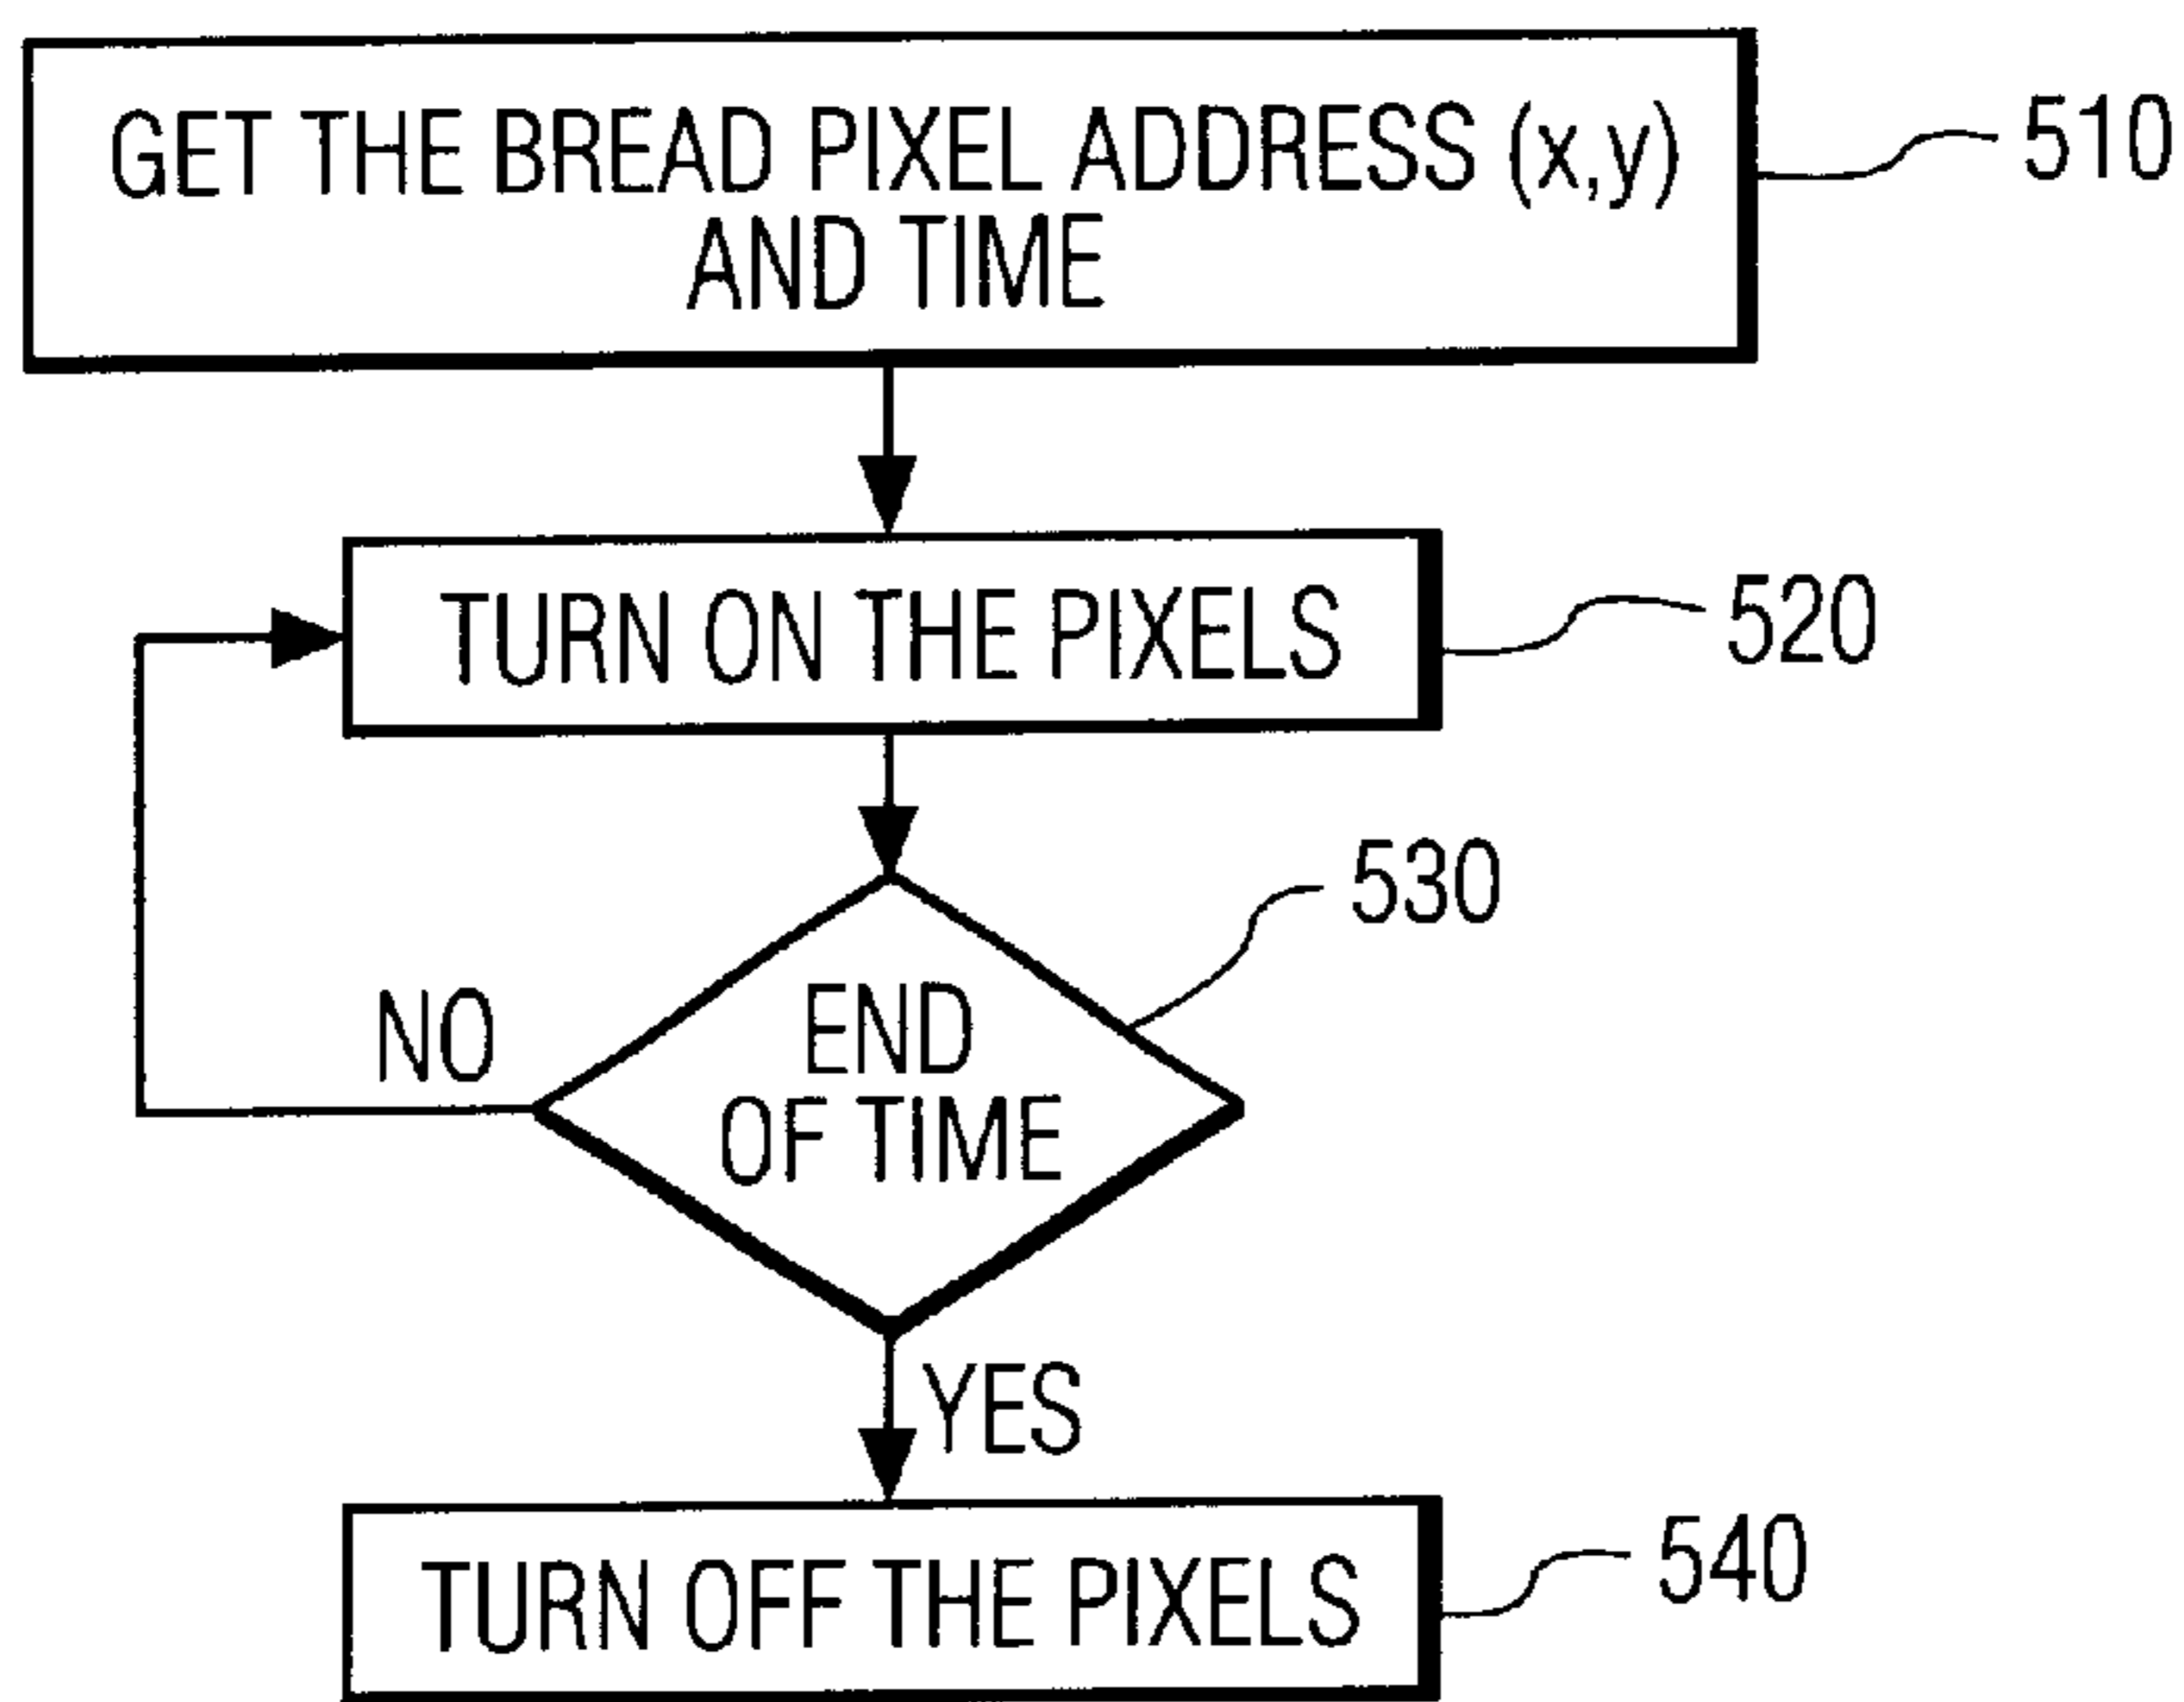 GET THE BREAD PIXEL ADDRESS (x,y)
AND TIME
510
TURN ON THE PIXELS
520
530
END
OF TIME
NO
YES
TURN OFF THE PIXELS
540